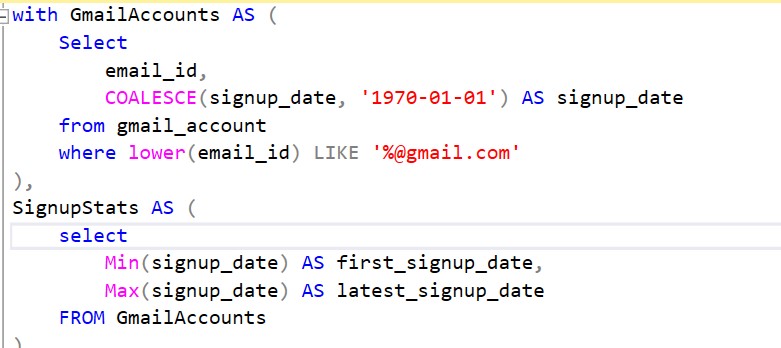 with GmailAccounts AS (
Select
email_id,
COALESCE(signup_date, '1970-01-01') AS signup_date
from gmail_account
where lower(email_id) LIKE '%@gmail.com'
),
SignupStats AS (
select
Min(signup_date) AS first_signup_date,
Max(signup_date) AS latest_signup_date
FROM GmailAccounts
)